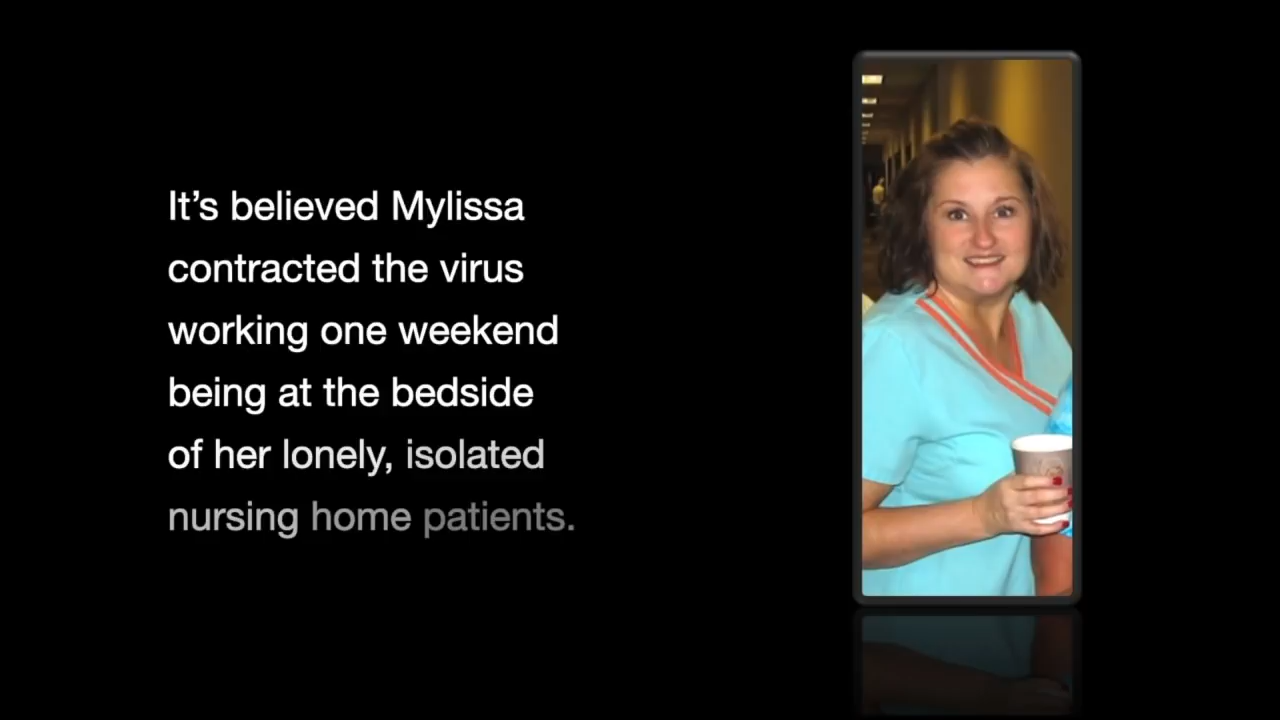 It’s believed Mylissa
contracted the virus
working one weekend
being at the bedside
of her lonely, isolated
nursing home patients.